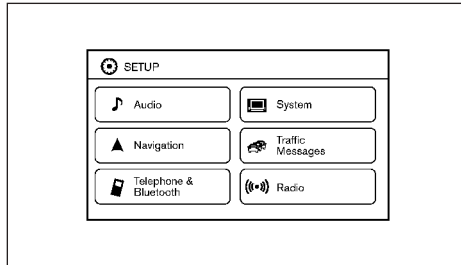 SETUP
Audio
System
Navigation
Traffic
Messages
Telephone &
Bluetooth
Radio